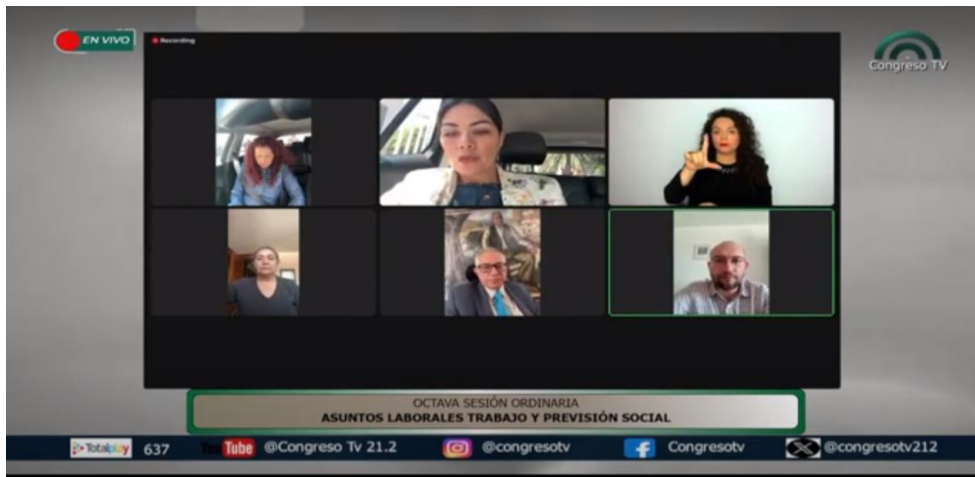 EN VIVO
Recording
Congreso TV
OCTAVA SESIÓN ORDINARIA
ASUNTOS LABORALES TRABAJO Y PREVISIÓN SOCIAL
Totalplay 637 YouTube @Congreso Tv 21.2 @congresotv Congresotv @congresotv212